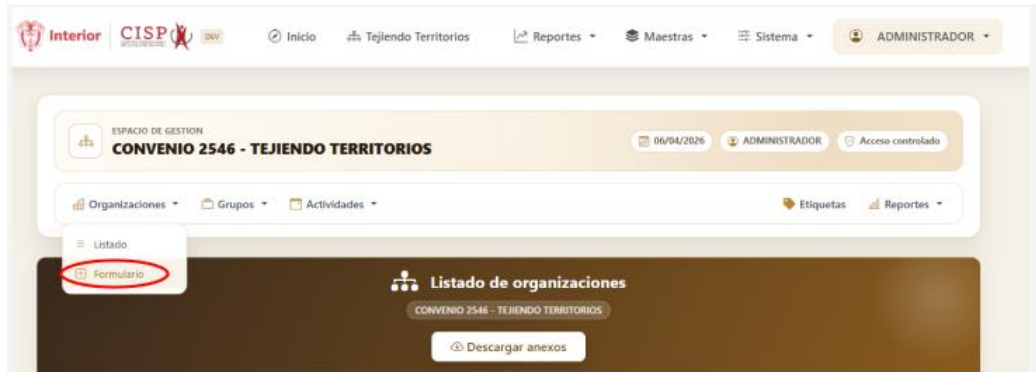 Interior CISP DEV Inicio Tejiendo Territorios Reportes Maestras Sistema ADMINISTRADOR
ESPACIO DE GESTION
CONVENIO 2546 - TEJIENDO TERRITORIOS
06/04/2026 ADMINISTRADOR Acceso controlado
Organizaciones Grupos Actividades Etiquetas Reportes
Listado
Formulario
Listado de organizaciones
CONVENIO 2546 - TEJIENDO TERRITORIOS
Descargar anexos